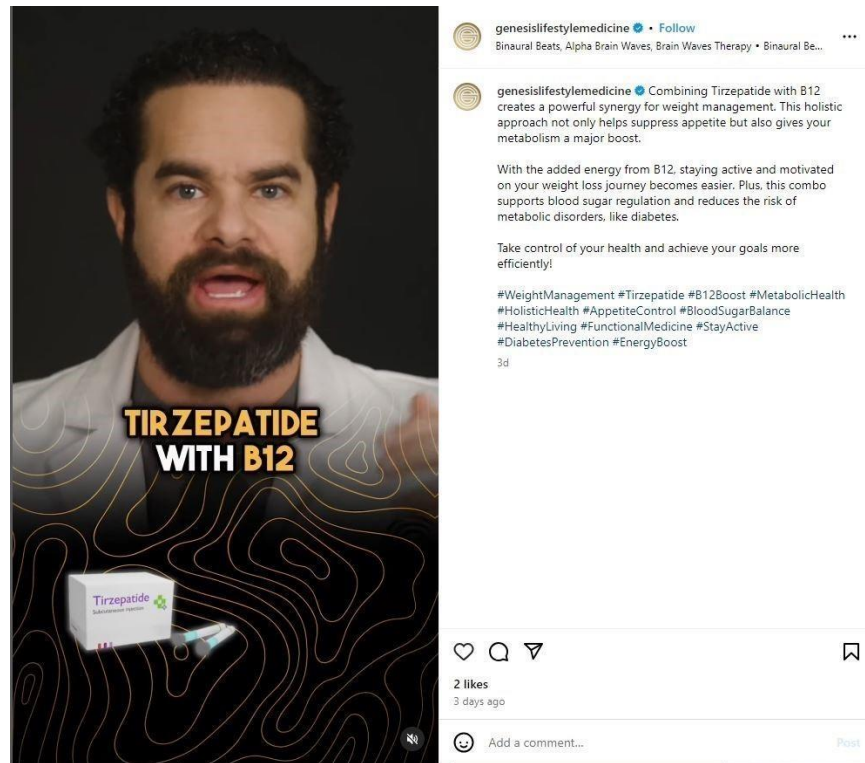 genesislifestylemedicine • Follow
Binaural Beats, Alpha Brain Waves, Brain Waves Therapy • Binaural Be...
genesislifestylemedicine Combining Tirzepatide with B12
creates a powerful synergy for weight management. This holistic
approach not only helps suppress appetite but also gives your
metabolism a major boost.
With the added energy from B12, staying active and motivated
on your weight loss journey becomes easier. Plus, this combo
supports blood sugar regulation and reduces the risk of
metabolic disorders, like diabetes.
Take control of your health and achieve your goals more
efficiently!
#WeightManagement #Tirzepatide #B12Boost #MetabolicHealth
#HolisticHealth #AppetiteControl #BloodSugarBalance
#HealthyLiving #FunctionalMedicine #StayActive
#DiabetesPrevention #EnergyBoost
3d
TIRZEPATIDE
WITH B12
Tirzepatide
Subcutaneous injection
2 likes
3 days ago
Add a comment...
Post